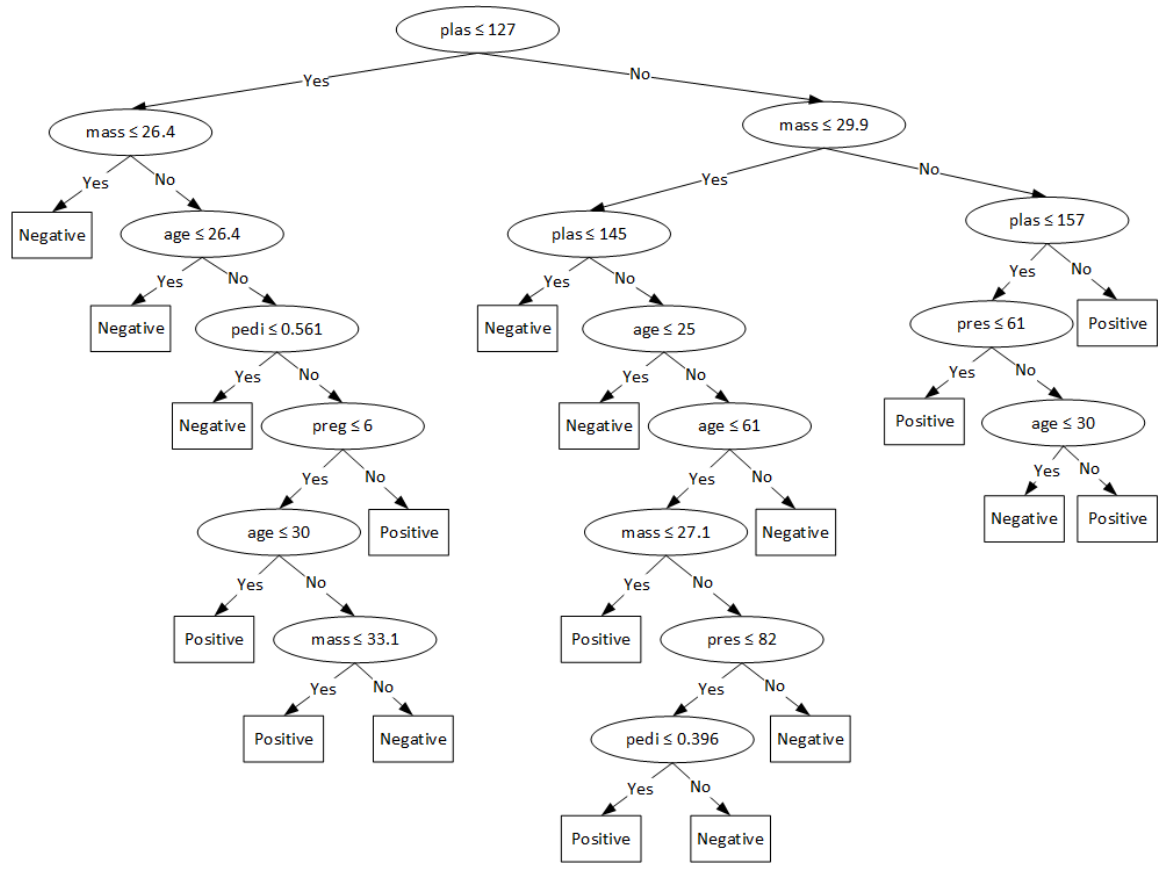 plas ≤ 127
Yes
No
mass ≤ 26.4
mass ≤ 29.9
Yes
No
Yes
No
Negative
age ≤ 26.4
plas ≤ 145
plas ≤ 157
Yes
No
Yes
No
Yes
No
Negative
pedi ≤ 0.561
Negative
age ≤ 25
pres ≤ 61
Positive
Yes
No
Yes
No
Yes
No
Negative
preg ≤ 6
Negative
age ≤ 61
Positive
age ≤ 30
Yes
No
Yes
No
Yes
No
age ≤ 30
Positive
mass ≤ 27.1
Negative
Negative
Positive
Yes
No
Yes
No
Positive
mass ≤ 33.1
Positive
pres ≤ 82
Yes
No
Yes
No
Positive
Negative
pedi ≤ 0.396
Negative
Yes
No
Positive
Negative